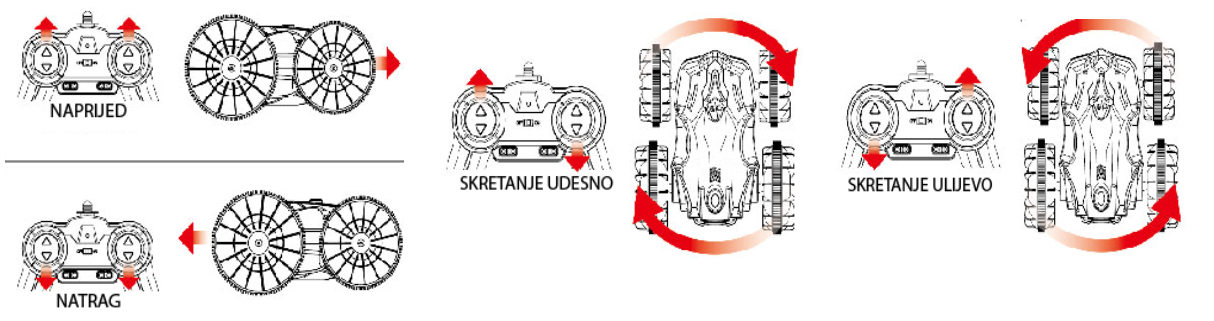 NAPRIJED
NATRAG
SKRETANJE UDESNO
SKRETANJE ULIJEVO